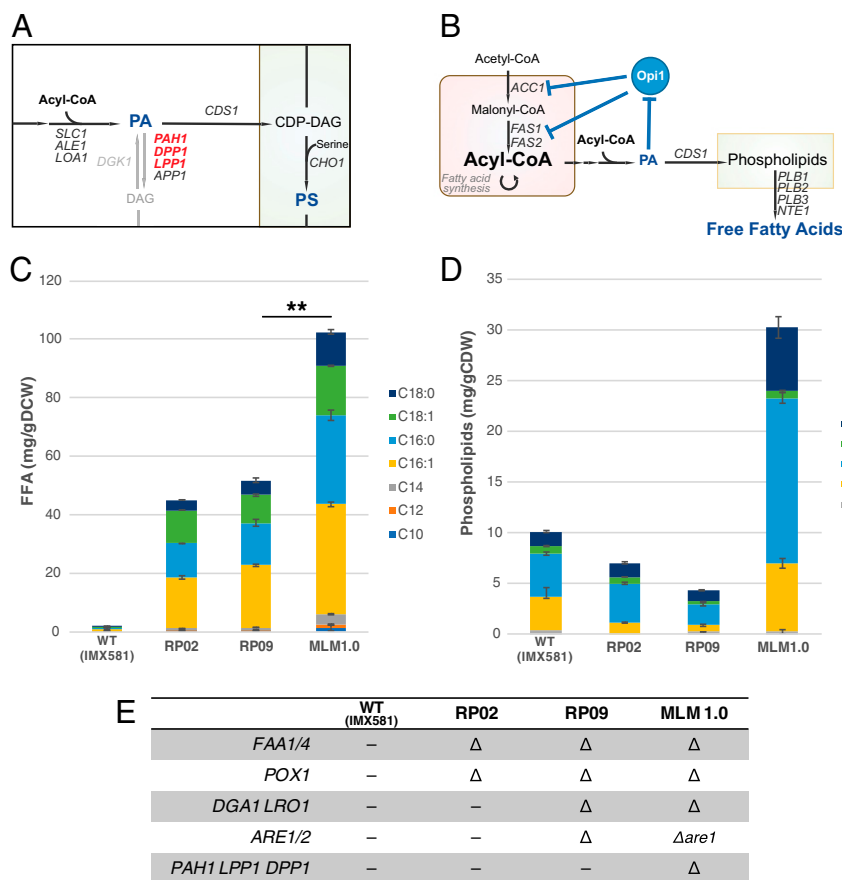 A
Acyl-CoA
SLC1
ALE1
LOA1
PA
DGK1
PAH1
DPP1
LPP1
APP1
DAG
CDS1
CDP-DAG
Serine
CHO1
PS
B
Acetyl-CoA
ACC1
Malonyl-CoA
FAS1
FAS2
Acyl-CoA
Fatty acid
synthesis
Opi1
Acyl-CoA
PA
CDS1
Phospholipids
PLB1
PLB2
PLB3
NTE1
Free Fatty Acids
C
FFA (mg/gDCW)
120
100
80
60
40
20
0
**
WT
(IMX581)
RP02
RP09
MLM1.0
C18:0
C18:1
C16:0
C16:1
C14
C12
C10
D
Phospholipids (mg/gCDW)
35
30
25
20
15
10
5
0
WT
(IMX581)
RP02
RP09
MLM1.0
E
WT (IMX581) RP02 RP09 MLM 1.0
FAA1/4 – Δ Δ Δ
POX1 – Δ Δ Δ
DGA1 LRO1 – – Δ Δ
ARE1/2 – – Δ Δare1
PAH1 LPP1 DPP1 – – – Δ